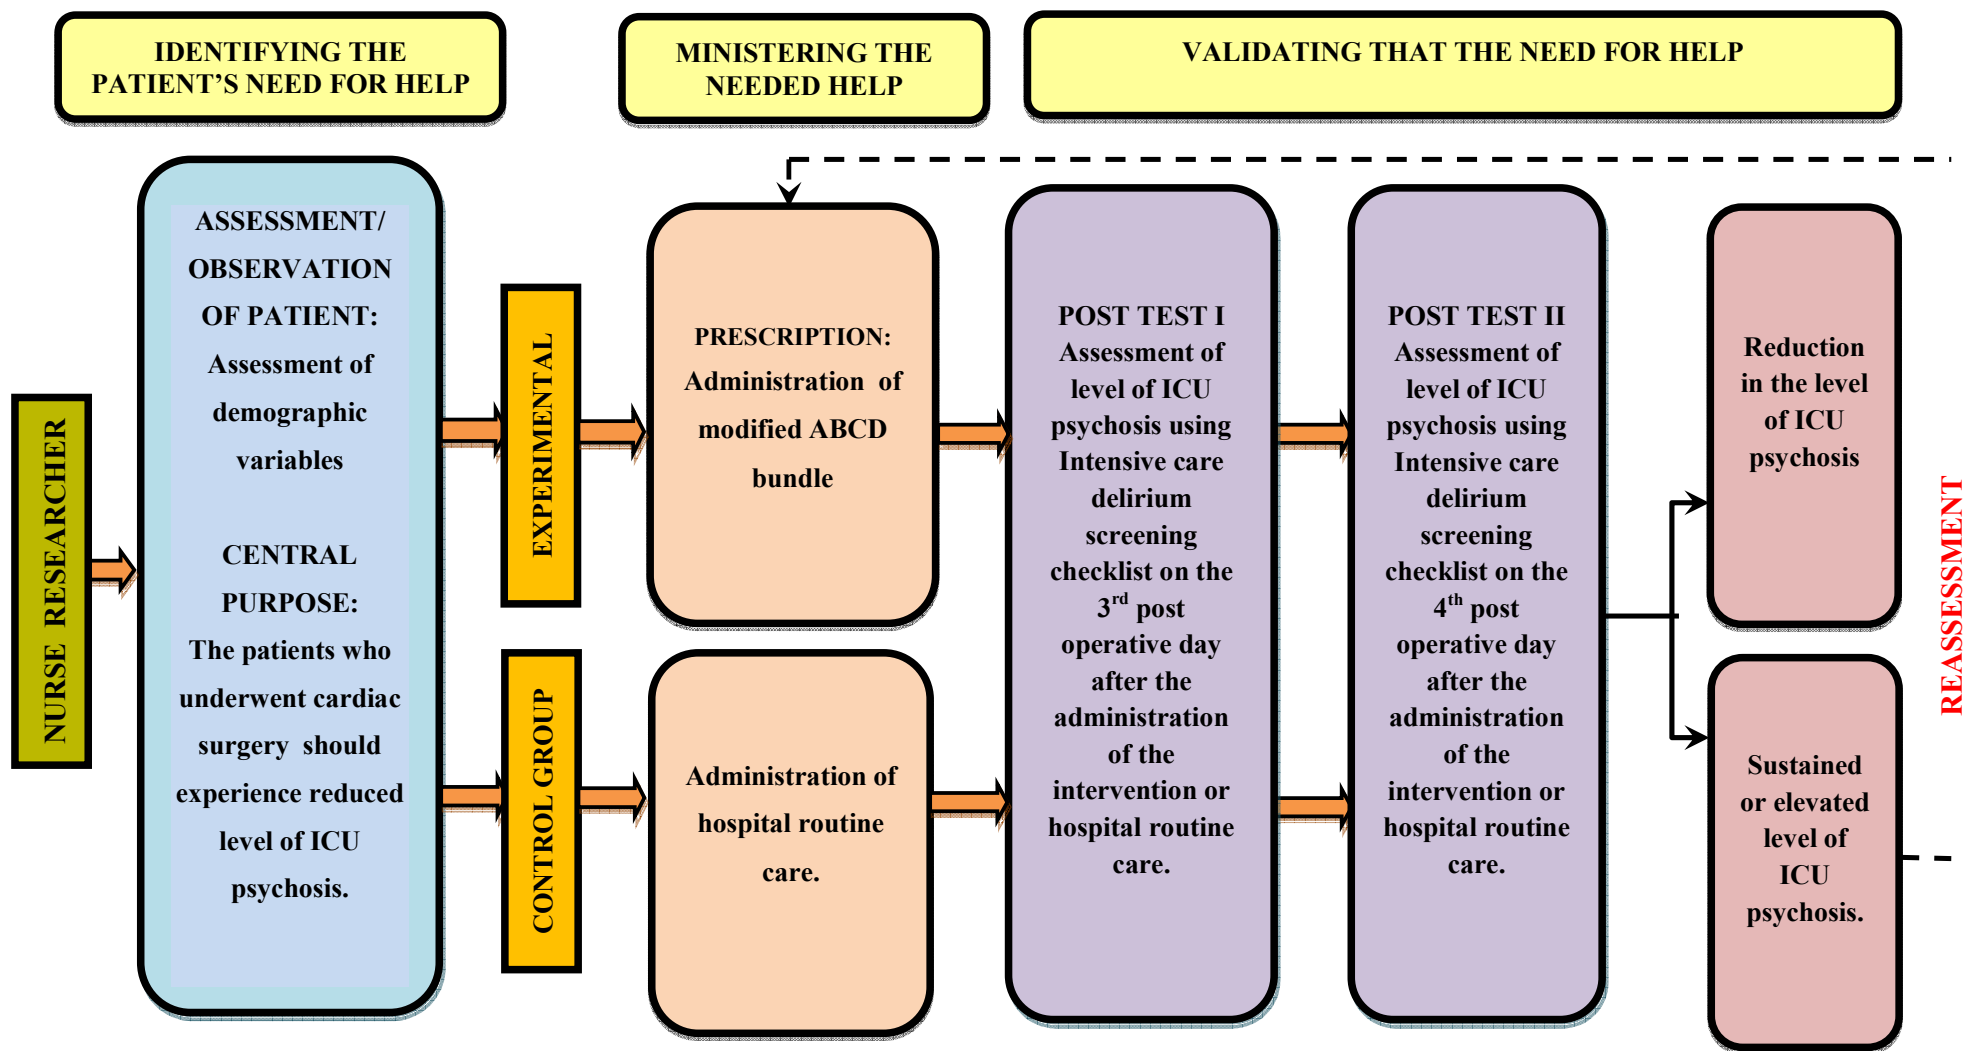 IDENTIFYING THE
PATIENT’S NEED FOR HELP
MINISTERING THE
NEEDED HELP
VALIDATING THAT THE NEED FOR HELP
NURSE RESEARCHER
ASSESSMENT/
OBSERVATION
OF PATIENT:
Assessment of
demographic
variables
CENTRAL
PURPOSE:
The patients who
underwent cardiac
surgery should
experience reduced
level of ICU
psychosis.
EXPERIMENTAL
CONTROL GROUP
PRESCRIPTION:
Administration of
modified ABCD
bundle
Administration of
hospital routine
care.
POST TEST I
Assessment of
level of ICU
psychosis using
Intensive care
delirium
screening
checklist on the
3rd post
operative day
after the
administration
of the
intervention or
hospital routine
care.
POST TEST II
Assessment of
level of ICU
psychosis using
Intensive care
delirium
screening
checklist on the
4th post
operative day
after the
administration
of the
intervention or
hospital routine
care.
Reduction
in the level
of ICU
psychosis
Sustained
or elevated
level of
ICU
psychosis.
REASSESSMENT